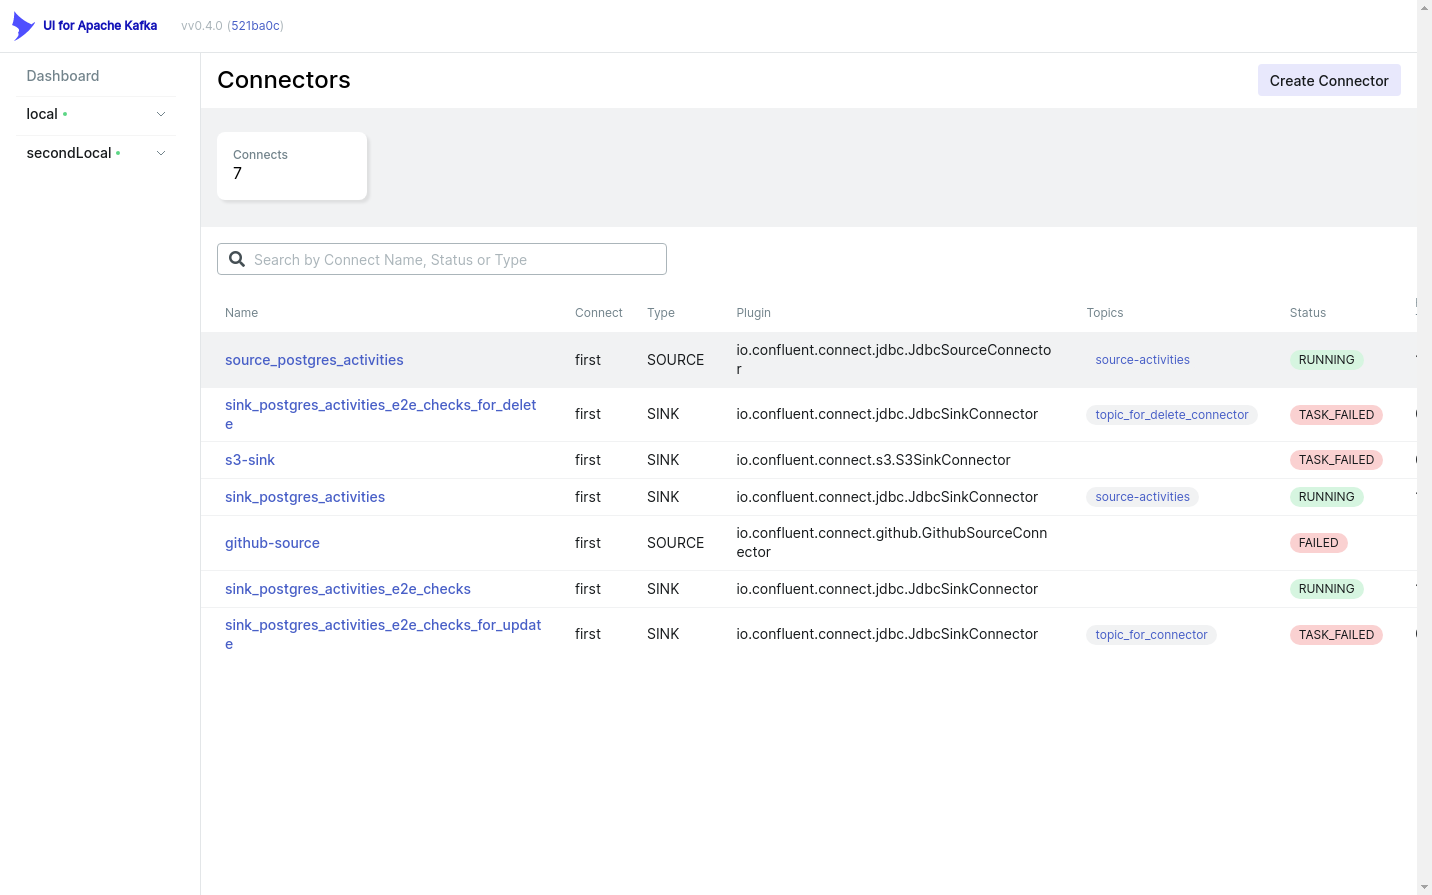 UI for Apache Kafka vv0.4.0 (521ba0c)
Dashboard
local
secondLocal
Connectors
Create Connector
Connects
7
Search by Connect Name, Status or Type
Name Connect Type Plugin Topics Status
source_postgres_activities first SOURCE io.confluent.connect.jdbc.JdbcSourceConnecto
r source-activities RUNNING
sink_postgres_activities_e2e_checks_for_delet
e first SINK io.confluent.connect.jdbc.JdbcSinkConnector topic_for_delete_connector TASK_FAILED
s3-sink first SINK io.confluent.connect.s3.S3SinkConnector TASK_FAILED
sink_postgres_activities first SINK io.confluent.connect.jdbc.JdbcSinkConnector source-activities RUNNING
github-source first SOURCE io.confluent.connect.github.GithubSourceConn
ector FAILED
sink_postgres_activities_e2e_checks first SINK io.confluent.connect.jdbc.JdbcSinkConnector RUNNING
sink_postgres_activities_e2e_checks_for_updat
e first SINK io.confluent.connect.jdbc.JdbcSinkConnector topic_for_connector TASK_FAILED